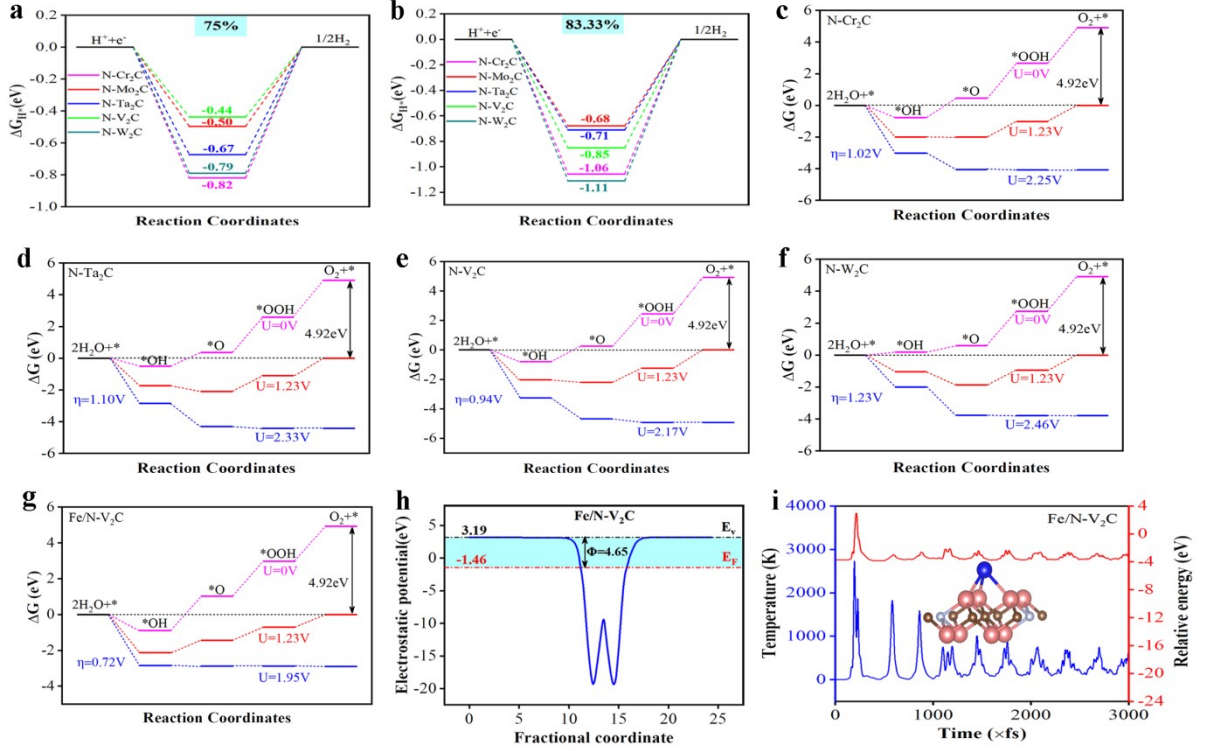 a
75%
H⁺+e⁻
1/2H₂
N-Cr₂C
N-Mo₂C
N-Ta₂C
N-V₂C
N-W₂C
-0.44
-0.50
-0.67
-0.79
-0.82
0.2
0.0
-0.2
-0.4
-0.6
-0.8
-1.0
ΔG_H*(eV)
Reaction Coordinates
b
83.33%
H⁺+e⁻
1/2H₂
N-Cr₂C
N-Mo₂C
N-Ta₂C
N-V₂C
N-W₂C
-0.68
-0.71
-0.85
-1.06
-1.11
0.2
0.0
-0.2
-0.4
-0.6
-0.8
-1.0
-1.2
ΔG_H*(eV)
Reaction Coordinates
c
N-Cr₂C
O₂+*
*OOH
U=0V
4.92eV
*O
2H₂O+*
*OH
U=1.23V
η=1.02V
U=2.25V
6
4
2
0
-2
-4
-6
ΔG (eV)
Reaction Coordinates
d
N-Ta₂C
O₂+*
*OOH
U=0V
4.92eV
*O
2H₂O+*
*OH
U=1.23V
η=1.10V
U=2.33V
6
4
2
0
-2
-4
-6
ΔG (eV)
Reaction Coordinates
e
N-V₂C
O₂+*
*OOH
U=0V
4.92eV
*O
2H₂O+*
*OH
U=1.23V
η=0.94V
U=2.17V
6
4
2
0
-2
-4
-6
ΔG (eV)
Reaction Coordinates
f
N-W₂C
O₂+*
*OOH
U=0V
4.92eV
*O
2H₂O+*
*OH
U=1.23V
η=1.23V
U=2.46V
6
4
2
0
-2
-4
-6
ΔG (eV)
Reaction Coordinates
g
Fe/N-V₂C
O₂+*
*OOH
U=0V
4.92eV
*O
2H₂O+*
*OH
U=1.23V
η=0.72V
U=1.95V
6
4
2
0
-2
-4
ΔG (eV)
Reaction Coordinates
h
Fe/N-V₂C
3.19
E_v
Φ=4.65
-1.46
E_F
10
5
0
-5
-10
-15
-20
Electrostatic potential(eV)
0 5 10 15 20 25
Fractional coordinate
i
Fe/N-V₂C
4000
3000
2000
1000
0
Temperature (K)
4
0
-4
-8
-12
-16
-20
-24
Relative energy (eV)
0 1000 2000 3000
Time (×fs)